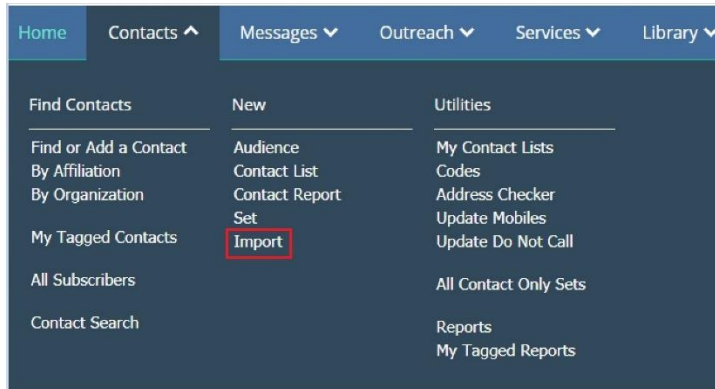 Home Contacts Messages Outreach Services Library
Find Contacts
Find or Add a Contact
By Affiliation
By Organization
My Tagged Contacts
All Subscribers
Contact Search
New
Audience
Contact List
Contact Report
Set
Import
Utilities
My Contact Lists
Codes
Address Checker
Update Mobiles
Update Do Not Call
All Contact Only Sets
Reports
My Tagged Reports